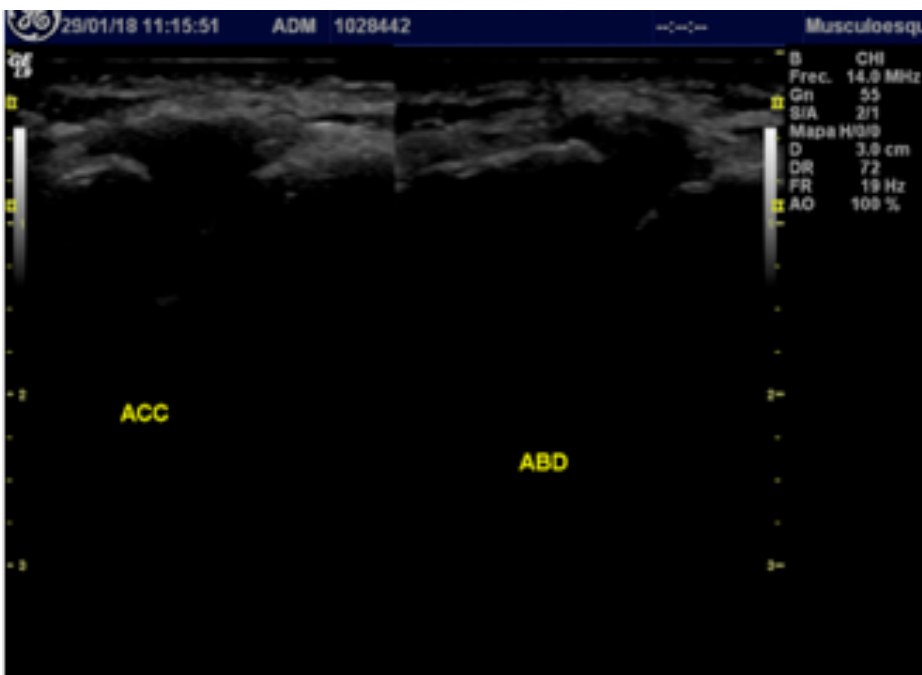 29/01/18 11:15:51 ADM 1028442 --:--:-- Musculoesqu
B CHI
Frec. 14.0 MHz
Gn 55
S/A 2/1
Mapa H/0/0
D 3.0 cm
DR 72
FR 19 Hz
AO 100 %
1
2 2
ACC
ABD
3 3